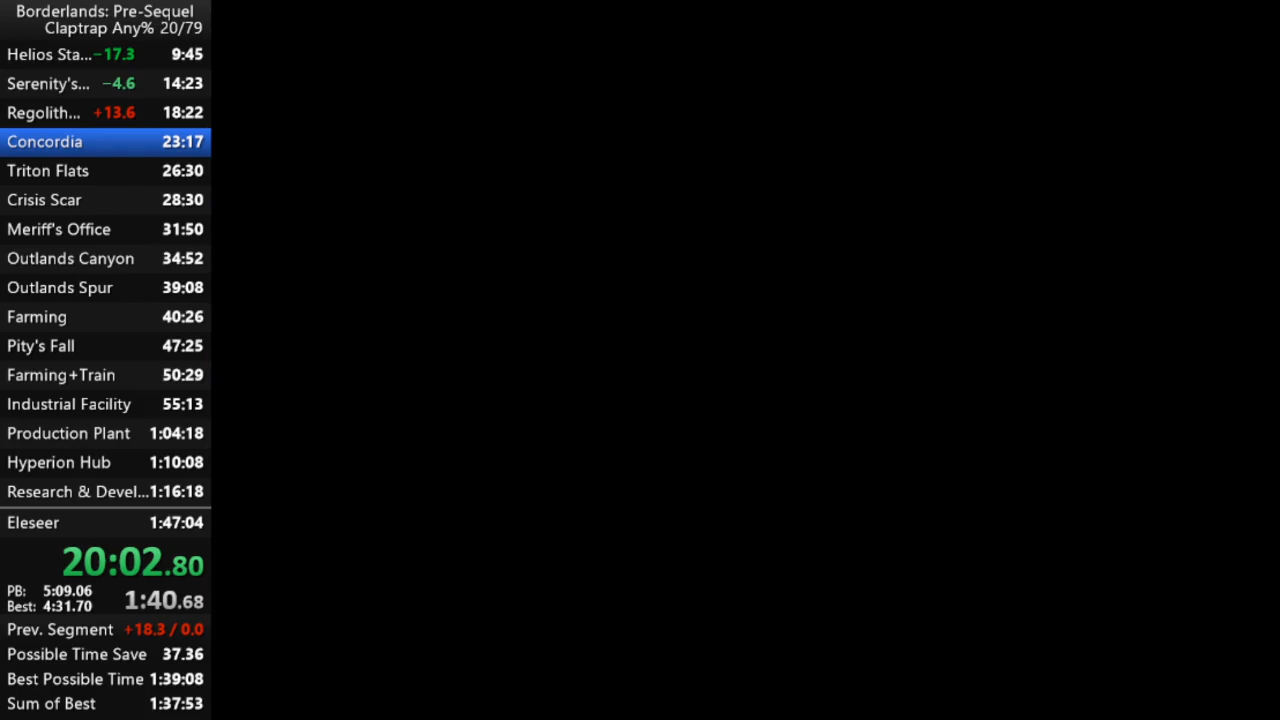 Borderlands: Pre-Sequel
Claptrap Any% 20/79
Helios Sta... −17.3 9:45
Serenity's... −4.6 14:23
Regolith... +13.6 18:22
Concordia 23:17
Triton Flats 26:30
Crisis Scar 28:30
Meriff's Office 31:50
Outlands Canyon 34:52
Outlands Spur 39:08
Farming 40:26
Pity's Fall 47:25
Farming+Train 50:29
Industrial Facility 55:13
Production Plant 1:04:18
Hyperion Hub 1:10:08
Research & Devel... 1:16:18
Eleseer 1:47:04
20:02.80
PB: 5:09.06
Best: 4:31.70
1:40.68
Prev. Segment +18.3 / 0.0
Possible Time Save 37.36
Best Possible Time 1:39:08
Sum of Best 1:37:53